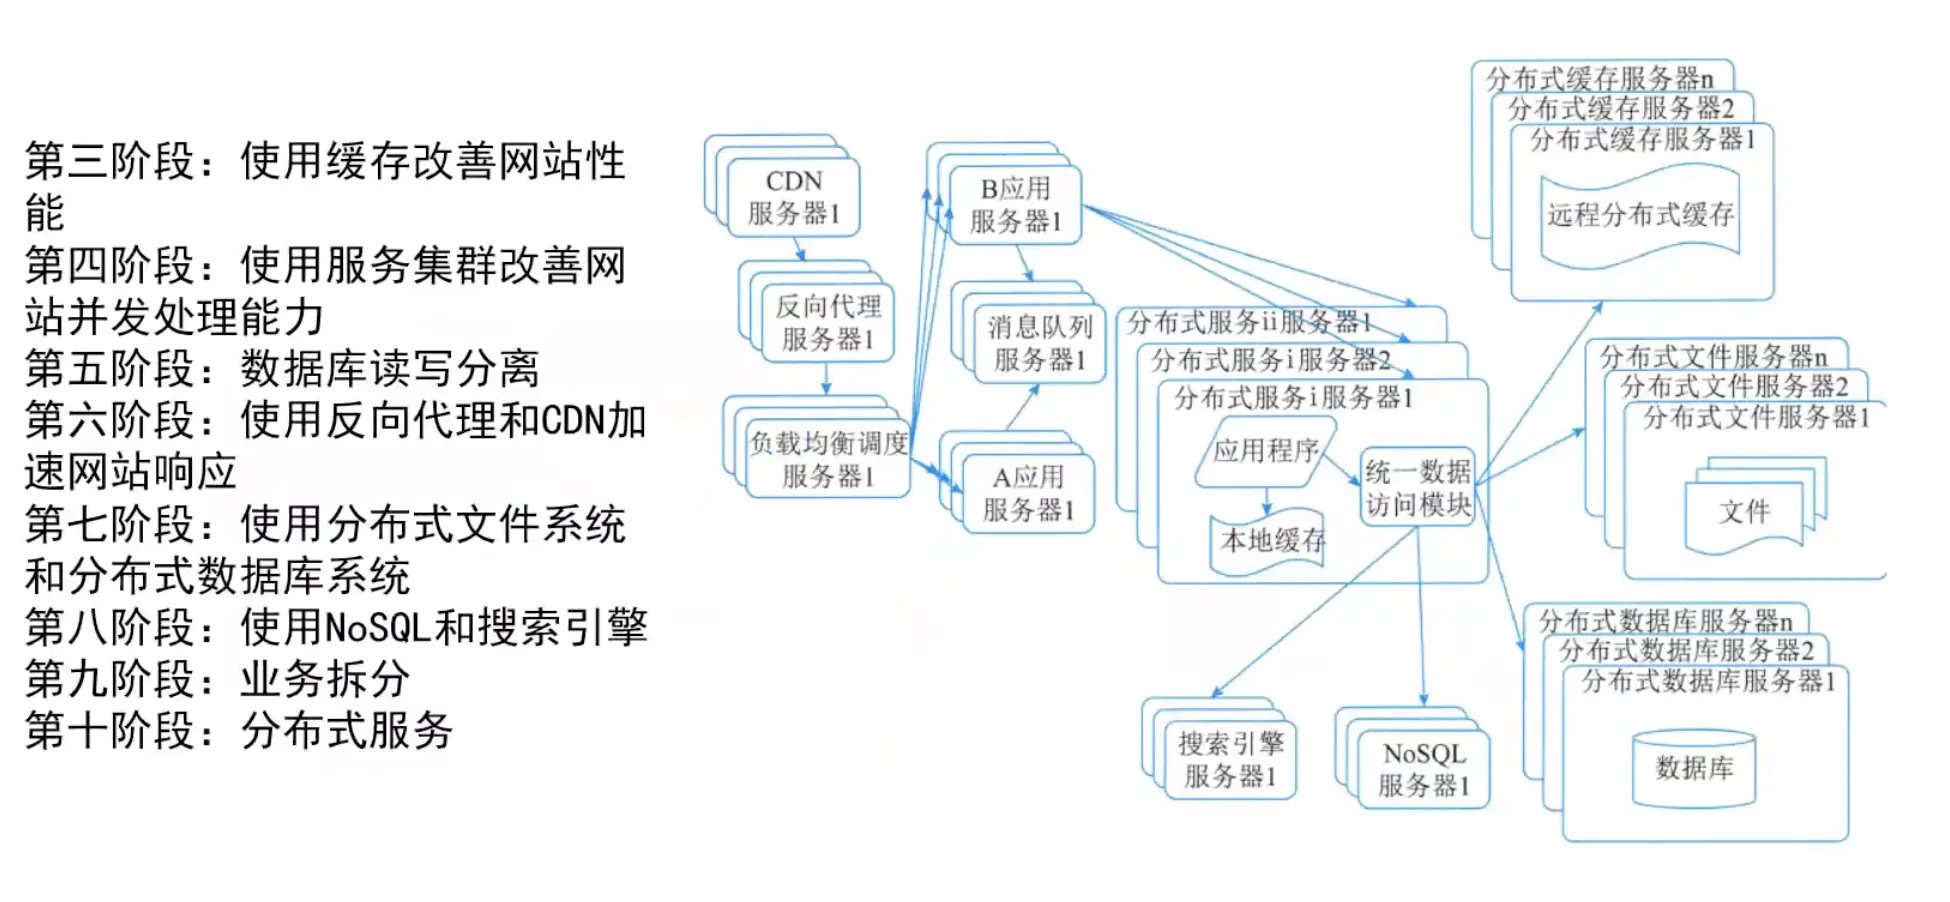 第三阶段：使用缓存改善网站性
能
第四阶段：使用服务集群改善网
站并发处理能力
第五阶段：数据库读写分离
第六阶段：使用反向代理和CDN加
速网站响应
第七阶段：使用分布式文件系统
和分布式数据库系统
第八阶段：使用NoSQL和搜索引擎
第九阶段：业务拆分
第十阶段：分布式服务
CDN
服务器1
反向代理
服务器1
负载均衡调度
服务器1
B应用
服务器1
消息队列
服务器1
A应用
服务器1
分布式服务ii服务器1
分布式服务i服务器2
分布式服务i服务器1
应用程序
本地缓存
统一数据
访问模块
搜索引擎
服务器1
NoSQL
服务器1
分布式缓存服务器n
分布式缓存服务器2
分布式缓存服务器1
远程分布式缓存
分布式文件服务器n
分布式文件服务器2
分布式文件服务器1
文件
分布式数据库服务器n
分布式数据库服务器2
分布式数据库服务器1
数据库